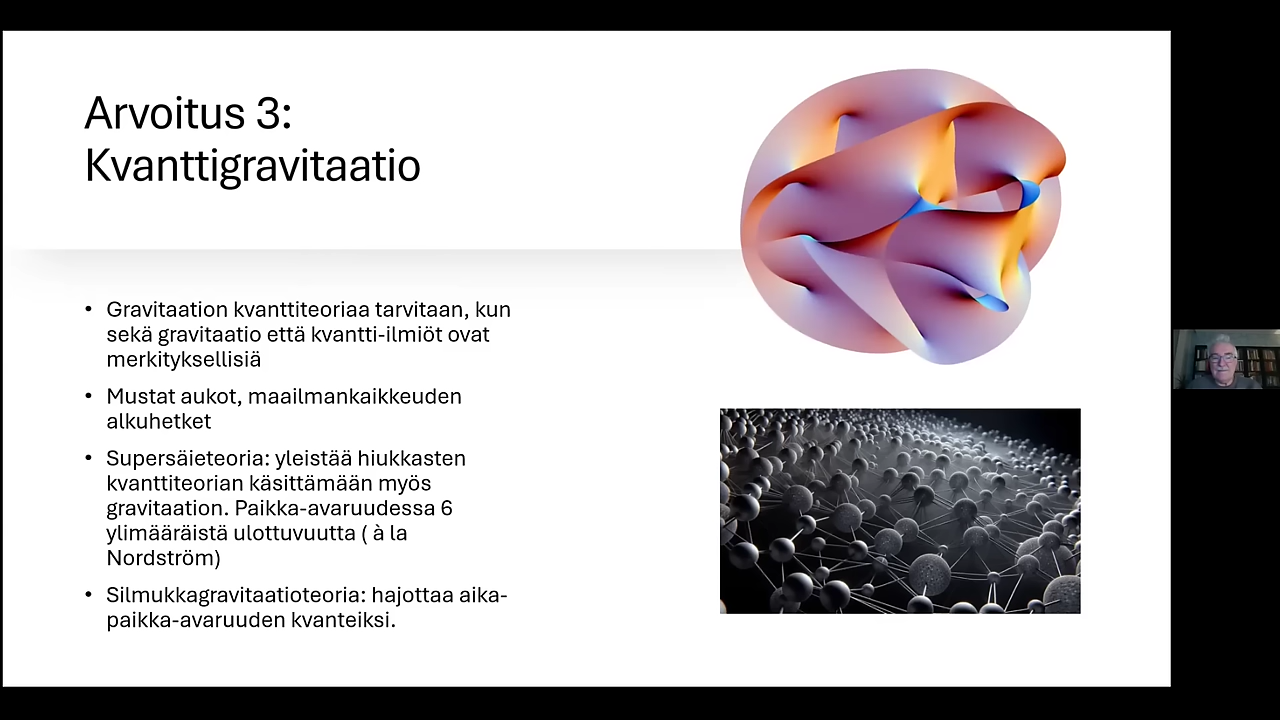 Arvoitus 3:
Kvanttigravitaatio
• Gravitaation kvanttiteoriaa tarvitaan, kun
sekä gravitaatio että kvantti-ilmiöt ovat
merkityksellisiä
• Mustat aukot, maailmankaikkeuden
alkuhetket
• Supersäieteoria: yleistää hiukkasten
kvanttiteorian käsittämään myös
gravitaation. Paikka-avaruudessa 6
ylimääräistä ulottuvuutta ( à la
Nordström)
• Silmukkagravitaatioteoria: hajottaa aika-
paikka-avaruuden kvanteiksi.